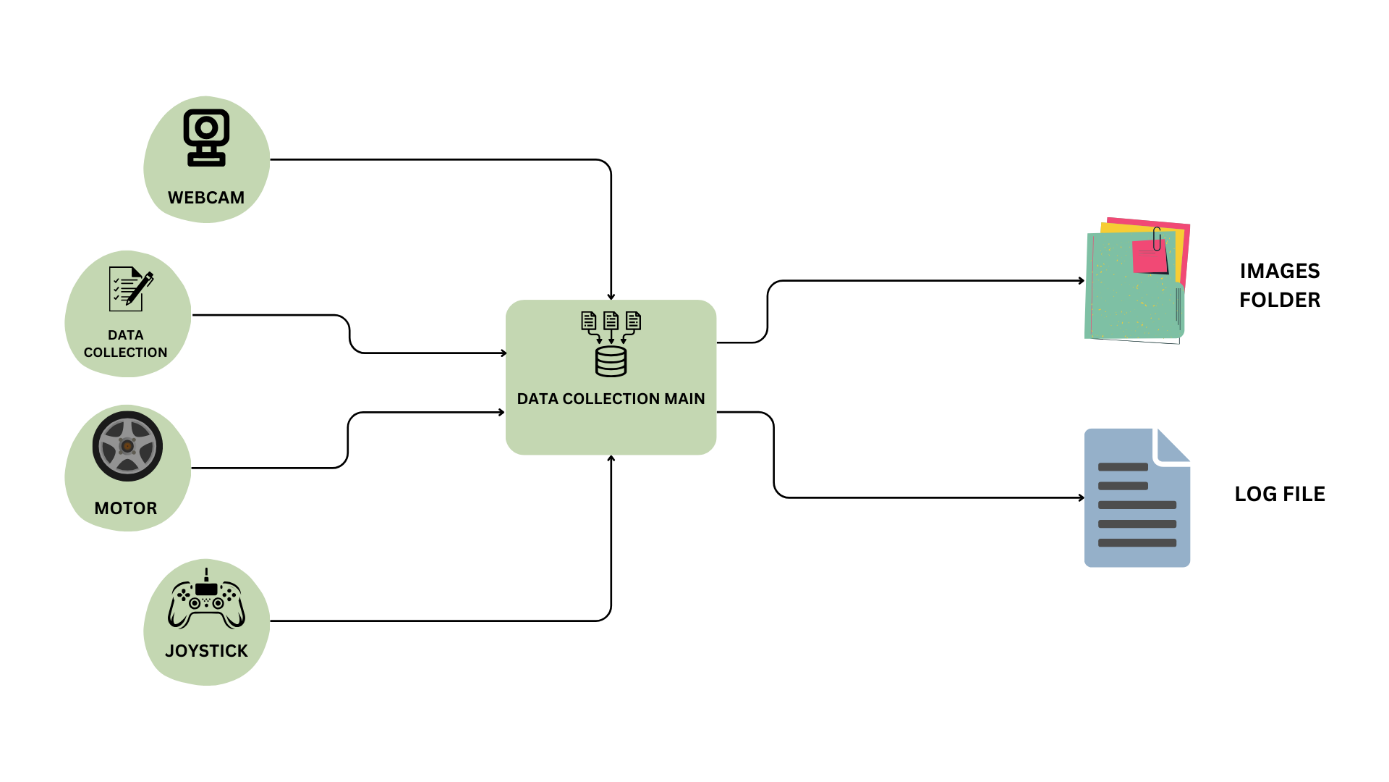 WEBCAM
DATA
COLLECTION
MOTOR
JOYSTICK
DATA COLLECTION MAIN
IMAGES
FOLDER
LOG FILE